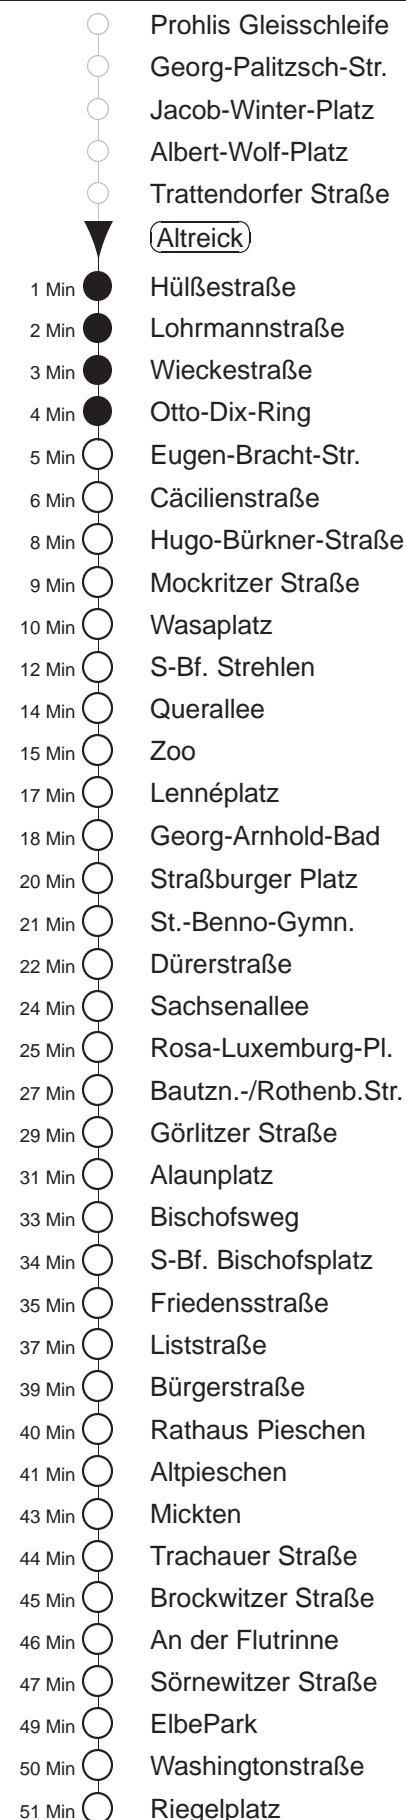 Prohlis Gleisschleife
Georg-Palitzsch-Str.
Jacob-Winter-Platz
Albert-Wolf-Platz
Trattendorfer Straße
Altreick
1 Min Hülßestraße
2 Min Lohrmannstraße
3 Min Wieckestraße
4 Min Otto-Dix-Ring
5 Min Eugen-Bracht-Str.
6 Min Cäcilienstraße
8 Min Hugo-Bürkner-Straße
9 Min Mockritzer Straße
10 Min Wasaplatz
12 Min S-Bf. Strehlen
14 Min Querallee
15 Min Zoo
17 Min Lennéplatz
18 Min Georg-Arnhold-Bad
20 Min Straßburger Platz
21 Min St.-Benno-Gymn.
22 Min Dürerstraße
24 Min Sachsenallee
25 Min Rosa-Luxemburg-Pl.
27 Min Bautzn.-/Rothenb.Str.
29 Min Görlitzer Straße
31 Min Alaunplatz
33 Min Bischofsweg
34 Min S-Bf. Bischofsplatz
35 Min Friedensstraße
37 Min Liststraße
39 Min Bürgerstraße
40 Min Rathaus Pieschen
41 Min Altpieschen
43 Min Mickten
44 Min Trachauer Straße
45 Min Brockwitzer Straße
46 Min An der Flutrinne
47 Min Sörnewitzer Straße
49 Min ElbePark
50 Min Washingtonstraße
51 Min Riegelplatz